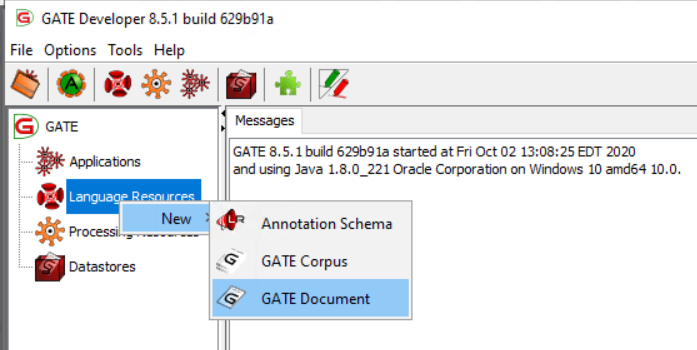 GATE Developer 8.5.1 build 629b91a
File Options Tools Help
GATE
Applications
Language Resources
Processing Resources
Datastores
New
Annotation Schema
GATE Corpus
GATE Document
Messages
GATE 8.5.1 build 629b91a started at Fri Oct 02 13:08:25 EDT 2020
and using Java 1.8.0_221 Oracle Corporation on Windows 10 amd64 10.0.